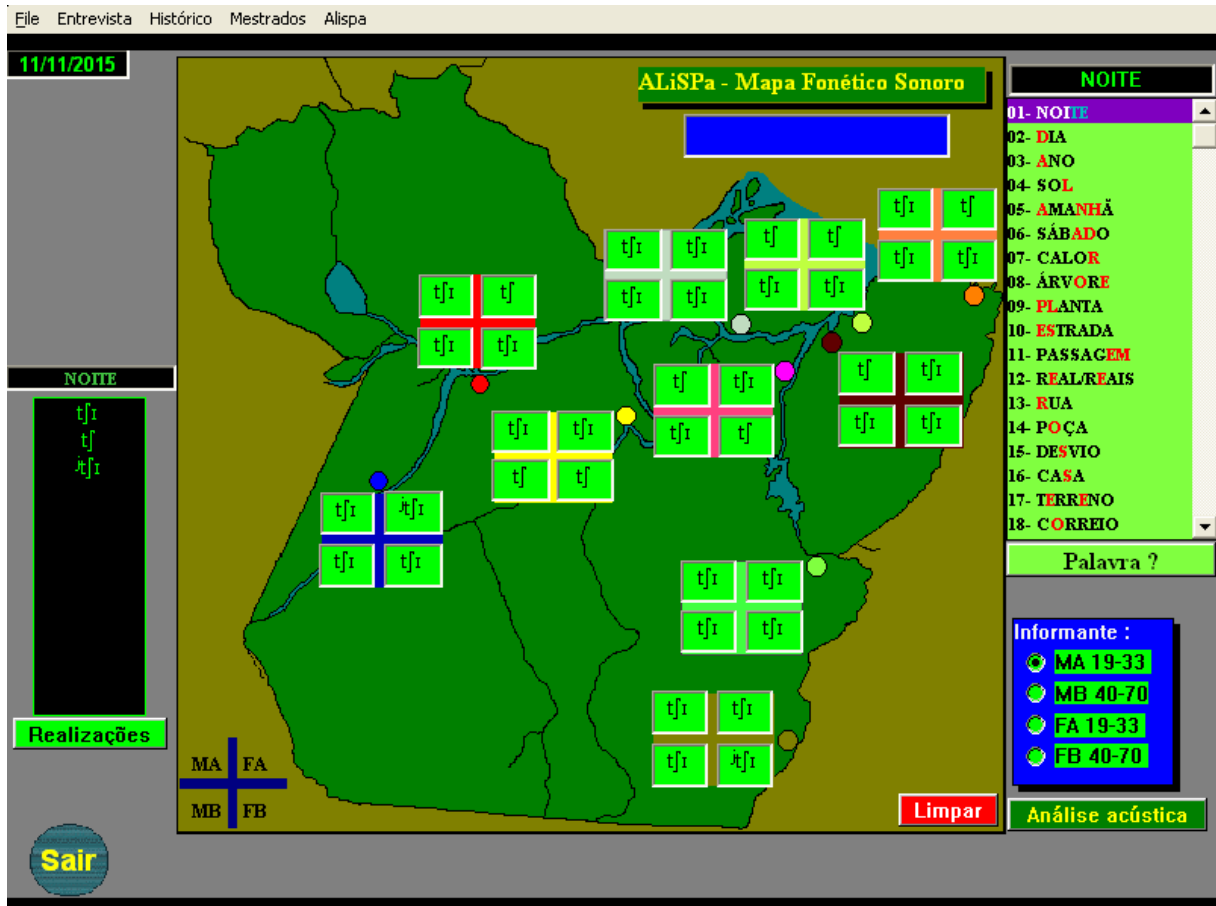 File Entrevista Histórico Mestrados Alispa
11/11/2015
ALiSPa - Mapa Fonético Sonoro
NOITE
01- NOITE
02- DIA
03- ANO
04- SOL
05- AMANHÃ
06- SÁBADO
07- CALOR
08- ÁRVORE
09- PLANTA
10- ESTRADA
11- PASSAGEM
12- REAL/REAIS
13- RUA
14- POÇA
15- DESVIO
16- CASA
17- TERRENO
18- CORREIO
Palavra ?
Informante :
MA 19-33
MB 40-70
FA 19-33
FB 40-70
Análise acústica
NOITE
tʃɪ
tʃ
ʲtʃɪ
Realizações
tʃɪ tʃ
tʃɪ tʃɪ
tʃ tʃ
tʃɪ tʃɪ
tʃɪ tʃɪ
tʃɪ tʃɪ
tʃɪ tʃ
tʃɪ tʃɪ
tʃ tʃɪ
tʃɪ tʃɪ
tʃ tʃɪ
tʃɪ tʃ
tʃɪ tʃɪ
tʃ tʃ
tʃɪ ʲtʃɪ
tʃɪ tʃɪ
tʃɪ tʃɪ
tʃɪ tʃɪ
tʃɪ tʃɪ
tʃɪ ʲtʃɪ
MA FA
MB FB
Limpar
Sair